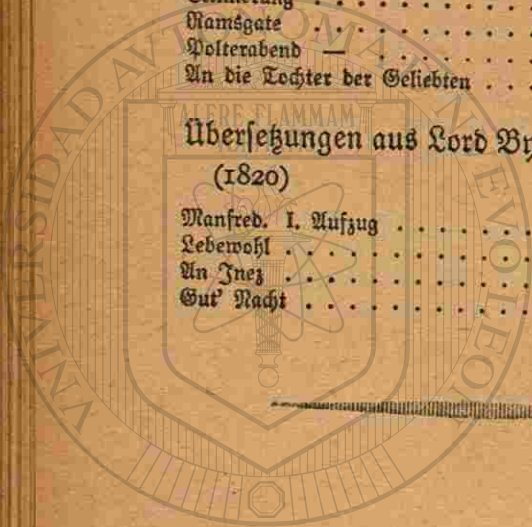 Ramsgate . . . . . . . .
Polterabend — . . . . . . .
An die Tochter der Geliebten . . .
ALERE FLAMMAM
Übersetzungen aus Lord
(1820)
Manfred. I. Aufzug . . . . . . .
Lebewohl . . . . . . . . . .
An Inez . . . . . . . . . .
Gut' Nacht . . . . . . . . .